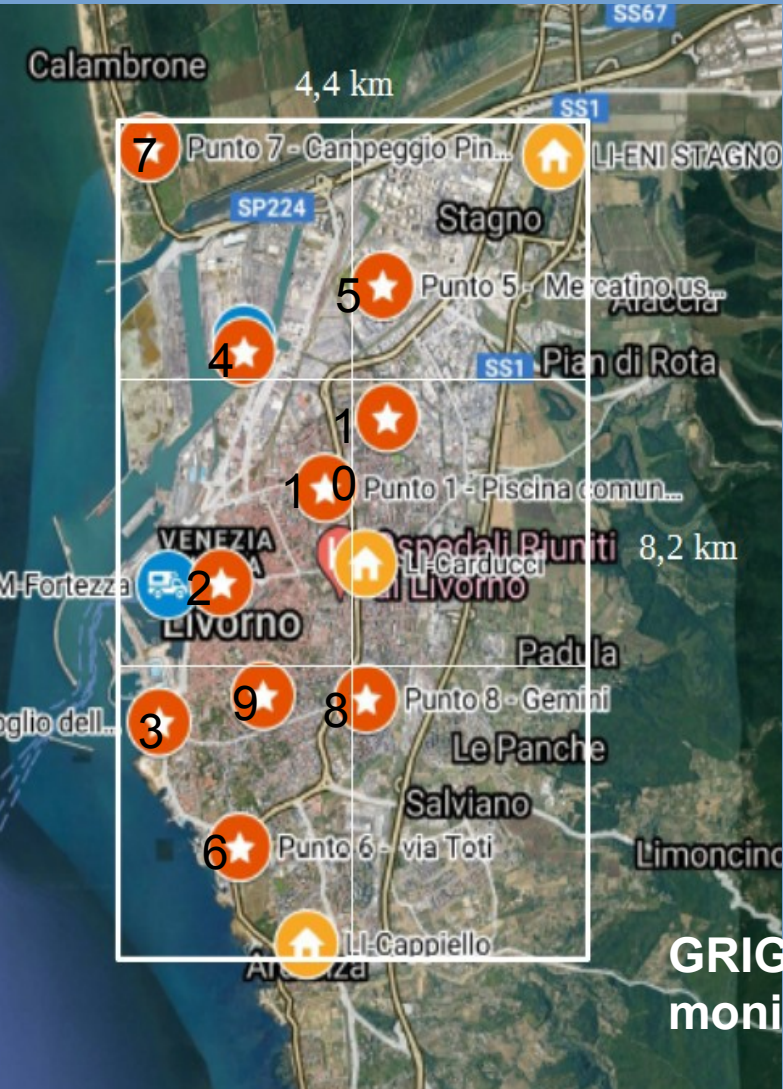 SS67
Calambrone
4,4 km
SS1
7 Punto 7 - Campeggio Pin...
LI-ENI STAGNO
SP224
Stagno
5 Punto 5 - Mercatino us...
4
SS1 Pian di Rota
1
1 0 Punto 1 - Piscina comun...
VENEZIA
Ospedali Riuniti
di Livorno
8,2 km
LI-Carducci
M-Fortezza
2
Livorno
Padula
9
8 Punto 8 - Gemini
3
oglio dell...
Le Panche
Salviano
6 Punto 6 - via Toti
Limoncino
LI-Cappiello
GRIG
moni